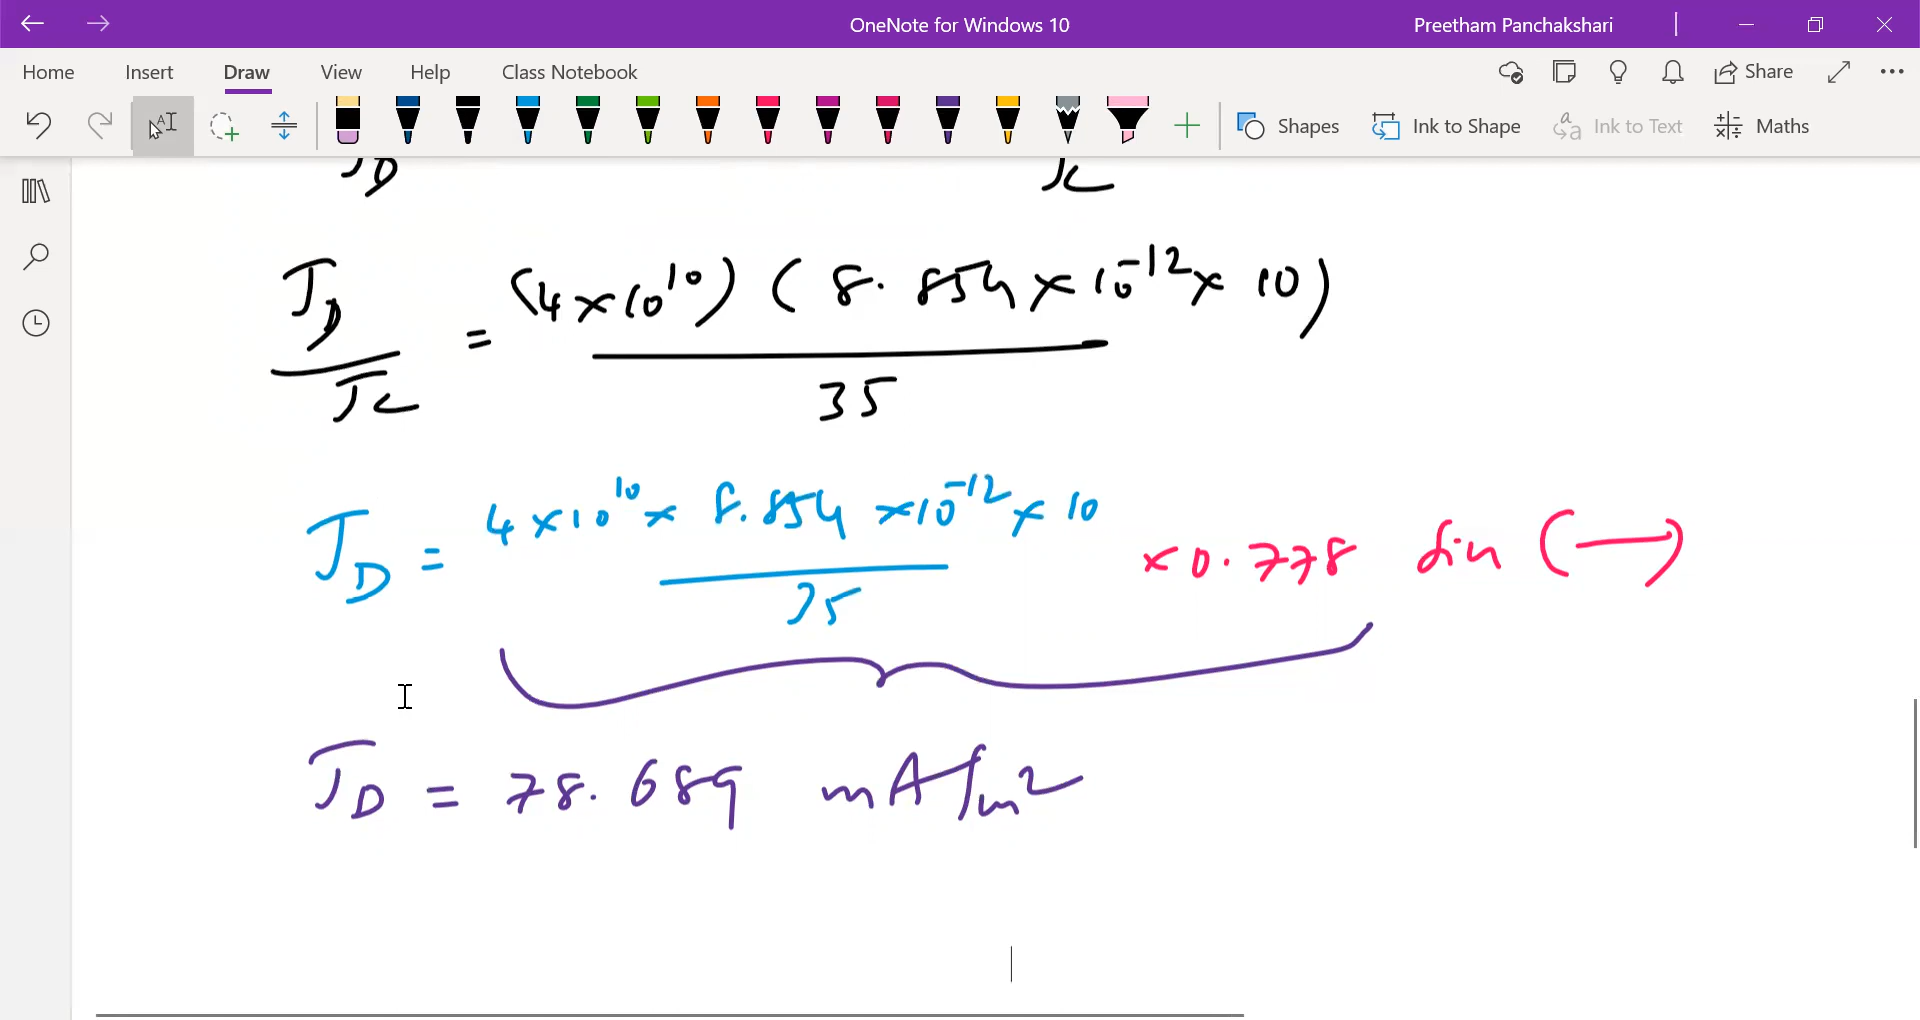 OneNote for Windows 10
Preetham Panchakshari
Home Insert Draw View Help Class Notebook Share
Shapes Ink to Shape Ink to Text Maths
J_D
J_C
J_D / J_C = (4 × 10^10) ( 8.854 × 10^-12 × 10) / 35
J_D = 4 × 10^10 × 8.854 × 10^-12 × 10 / 35 × 0.778 sin (—)
J_D = 78.689 mA/m^2